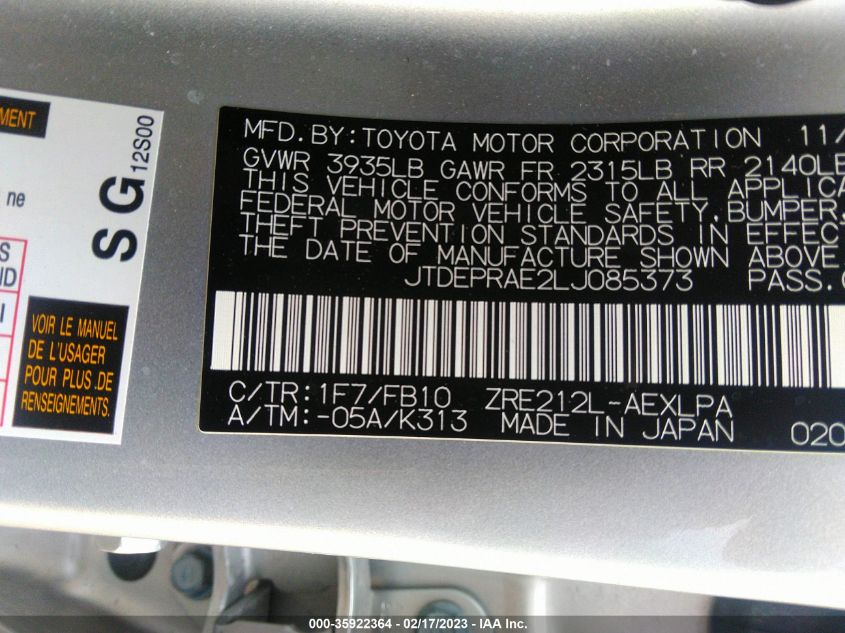 MENT
ne
S
ND
I
SG 12S00
VOIR LE MANUEL
DE L'USAGER
POUR PLUS .DE
RENSEIGNEMENTS.
MFD. BY:TOYOTA MOTOR CORPORATION 11/
GVWR 3935LB GAWR FR 2315LB RR 2140LB
THIS VEHICLE CONFORMS TO ALL APPLICA
FEDERAL MOTOR VEHICLE SAFETY,BUMPER,
THEFT PREVENTION STANDARDS IN EFFECT
THE DATE OF MANUFACTURE SHOWN ABOVE.
JTDEPRAE2LJ085373 PASS.C
C/TR:1F7/FB10 ZRE212L-AEXLPA
A/TM:-05A/K313 MADE IN JAPAN 020
000-35922364 - 02/17/2023 - IAA Inc.